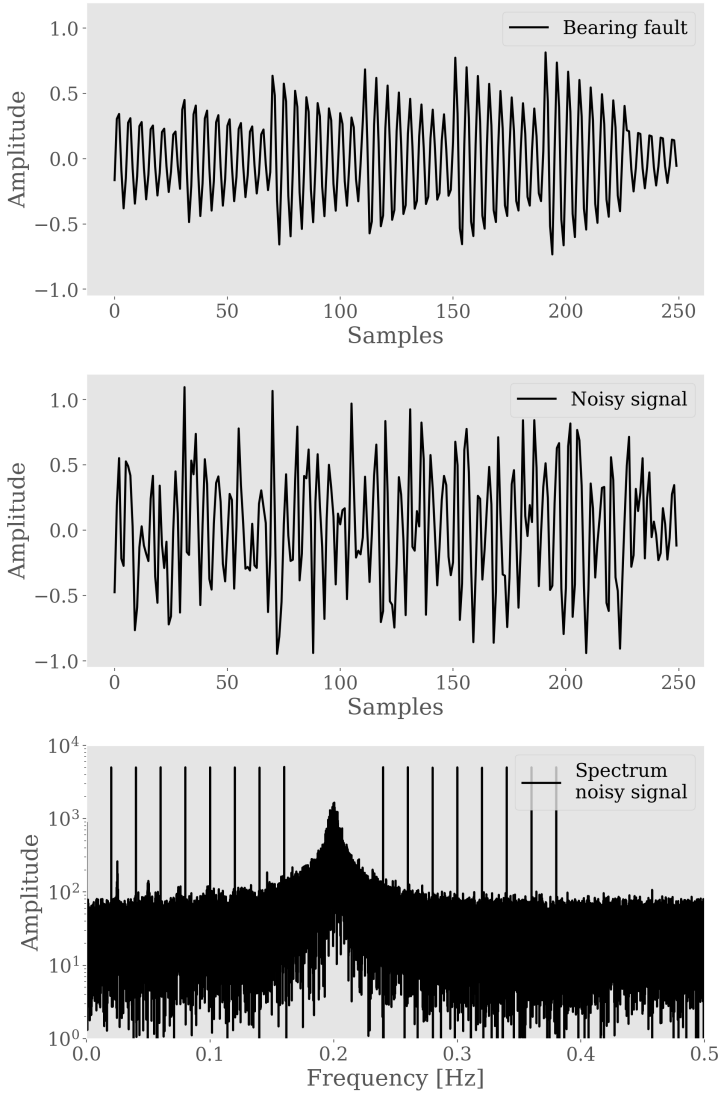 1.0
0.5
0.0
−0.5
−1.0
Amplitude
Bearing fault
0 50 100 150 200 250
Samples
1.0
0.5
0.0
−0.5
−1.0
Amplitude
Noisy signal
0 50 100 150 200 250
Samples
10⁴
10³
10²
10¹
10⁰
Amplitude
Spectrum
noisy signal
0.0 0.1 0.2 0.3 0.4 0.5
Frequency [Hz]